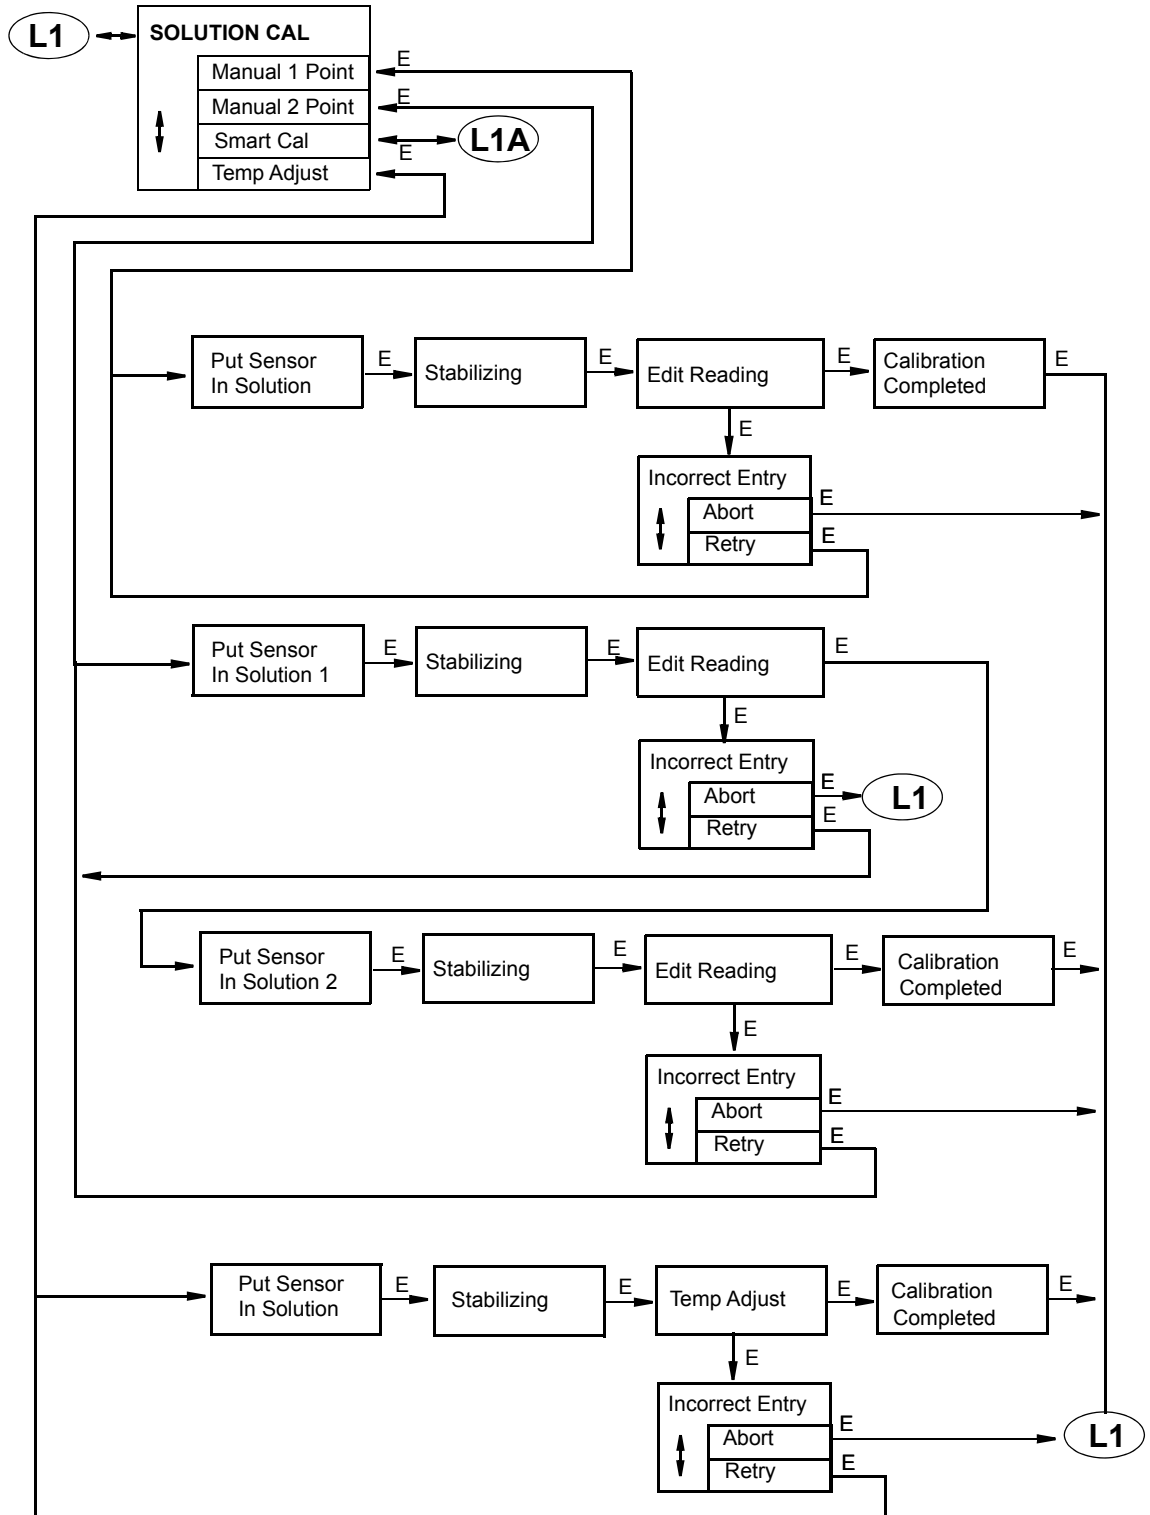 L1
SOLUTION CAL
Manual 1 Point
E
Manual 2 Point
E
Smart Cal
L1A
E
Temp Adjust
Put Sensor
In Solution
E
Stabilizing
E
Edit Reading
E
Calibration
Completed
E
E
Incorrect Entry
Abort
E
Retry
E
Put Sensor
In Solution 1
E
Stabilizing
E
Edit Reading
E
E
Incorrect Entry
Abort
E
L1
Retry
E
Put Sensor
In Solution 2
E
Stabilizing
E
Edit Reading
E
Calibration
Completed
E
E
Incorrect Entry
Abort
E
Retry
E
Put Sensor
In Solution
E
Stabilizing
E
Temp Adjust
E
Calibration
Completed
E
E
Incorrect Entry
Abort
E
L1
Retry
E